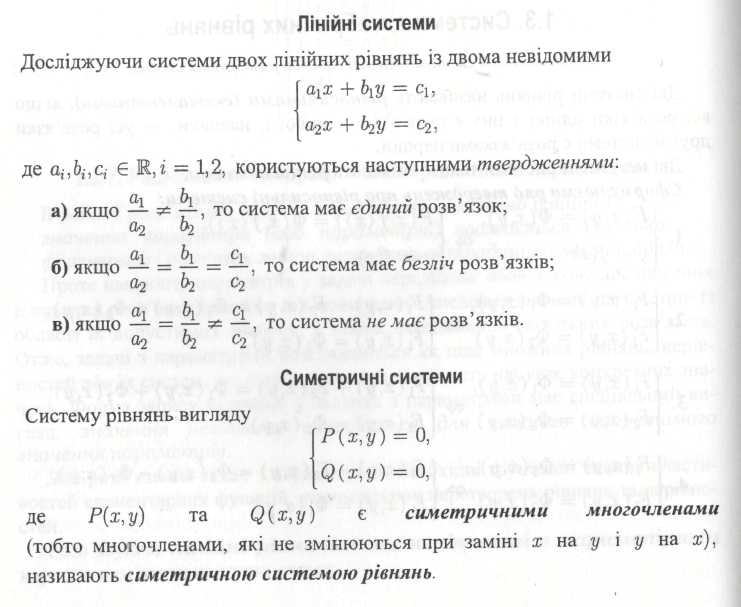 Лінійні системи
Досліджуючи системи двох лінійних рівнянь із двома невідомими
{ a₁x + b₁y = c₁,
a₂x + b₂y = c₂,
де aᵢ, bᵢ, cᵢ ∈ ℝ, i = 1,2, користуються наступними твердженнями:
а) якщо a₁/a₂ ≠ b₁/b₂, то система має єдиний розв’язок;
б) якщо a₁/a₂ = b₁/b₂ = c₁/c₂, то система має безліч розв’язків;
в) якщо a₁/a₂ = b₁/b₂ ≠ c₁/c₂, то система не має розв’язків.
Симетричні системи
Систему рівнянь вигляду
{ P(x, y) = 0,
Q(x, y) = 0,
де P(x, y) та Q(x, y) є симетричними многочленами
(тобто многочленами, які не змінюються при заміні x на y і y на x),
називають симетричною системою рівнянь.